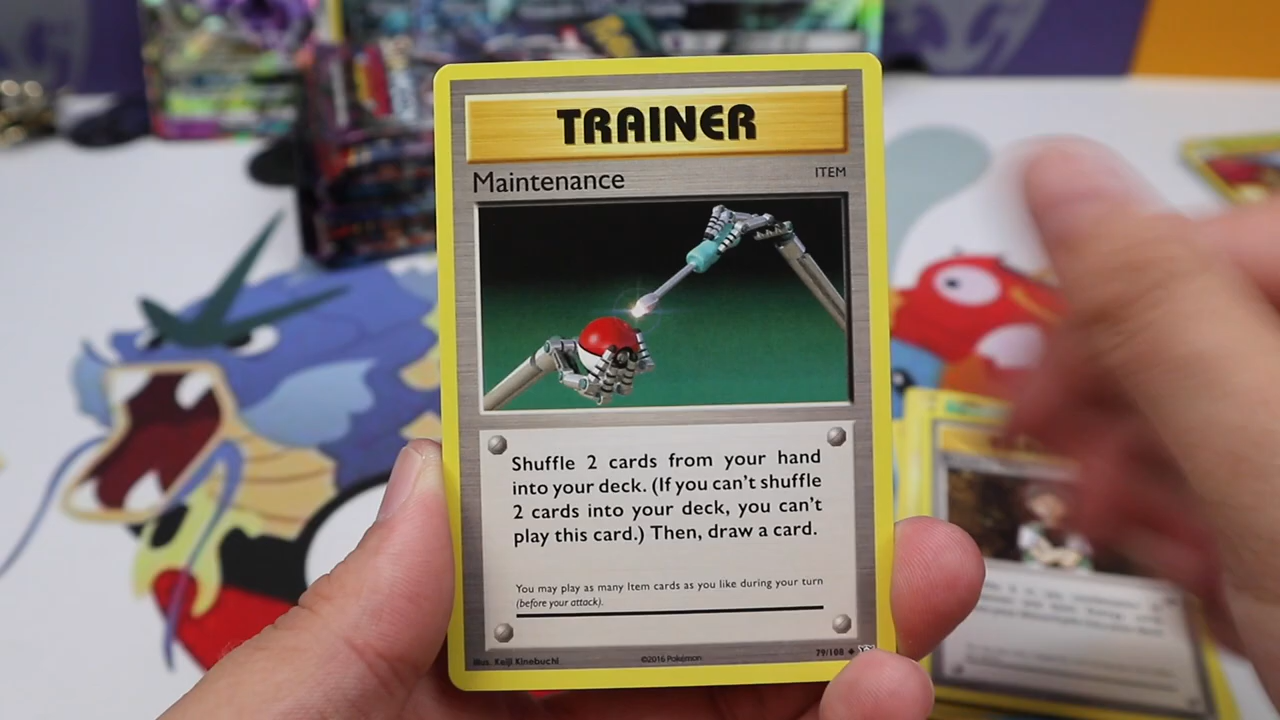 TRAINER
Maintenance ITEM
Shuffle 2 cards from your hand
into your deck. (If you can't shuffle
2 cards into your deck, you can't
play this card.) Then, draw a card.
You may play as many Item cards as you like during your turn
(before your attack).
Illus. Keiji Kinebuchi ©2016 Pokémon 79/108